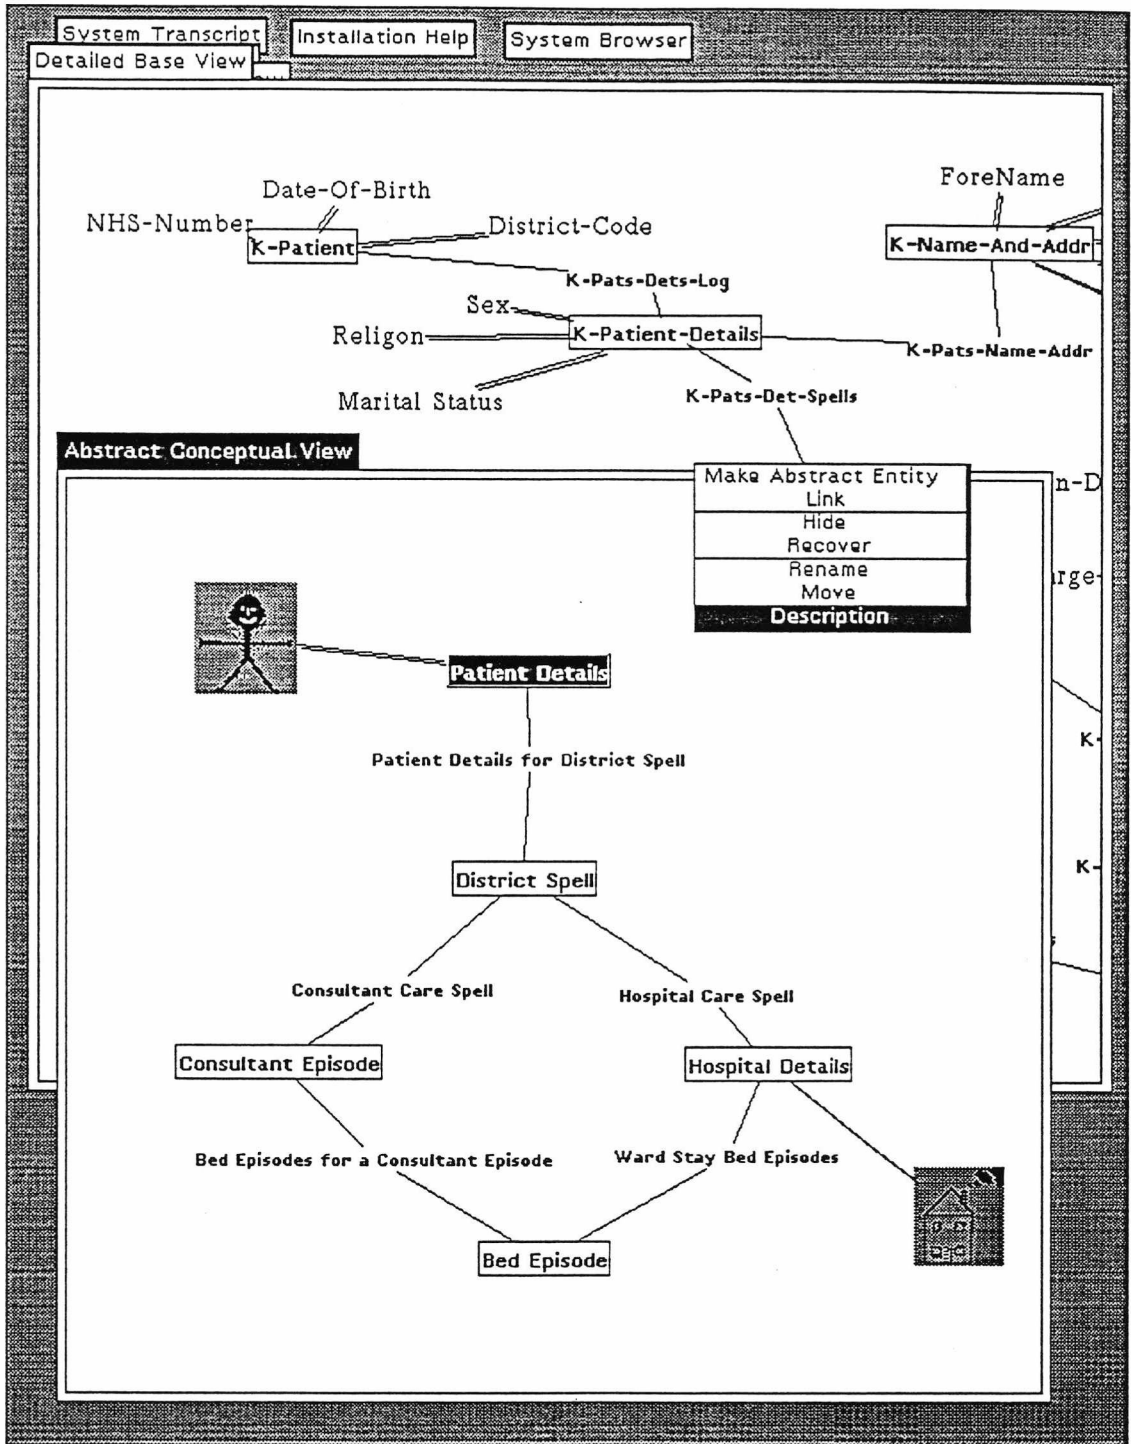 System Transcript
Installation Help
System Browser
Detailed Base View
ForeName
Date-Of-Birth
NHS-Number
District-Code
K-Patient
K-Name-And-Addr
K-Pats-Dets-Log
Sex
Religon
K-Patient-Details
K-Pats-Name-Addr
Marital Status
K-Pats-Det-Spells
Abstract Conceptual View
Make Abstract Entity
Link
Hide
Recover
Rename
Move
Description
n-D
rge-
Patient Details
K-
Patient Details for District Spell
K-
District Spell
Consultant Care Spell
Hospital Care Spell
Consultant Episode
Hospital Details
Bed Episodes for a Consultant Episode
Ward Stay Bed Episodes
Bed Episode